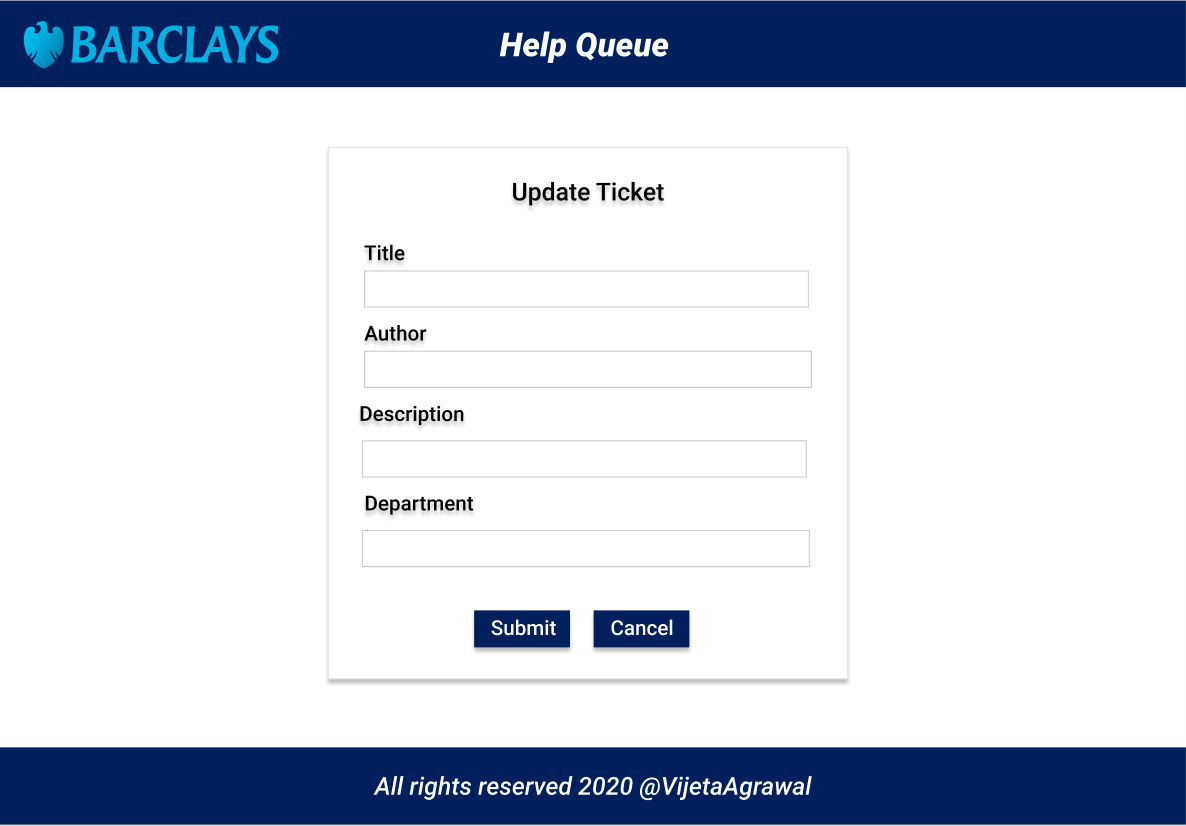 BARCLAYS
Help Queue
Update Ticket
Title
Author
Description
Department
Submit Cancel
All rights reserved 2020 @VijetaAgrawal